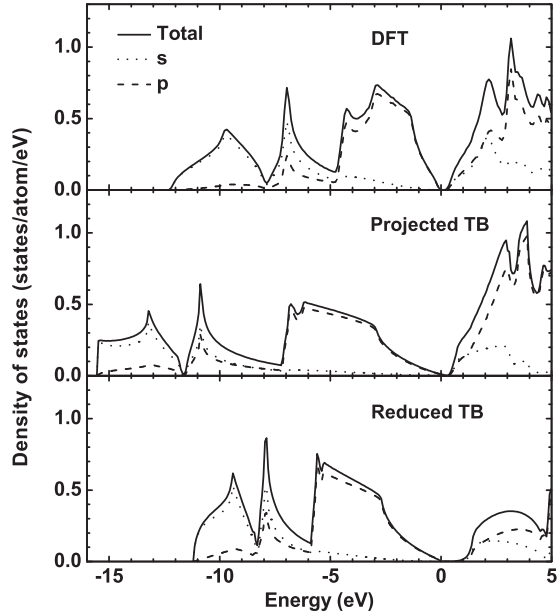 Total
s
p
DFT
1.0
0.5
0.0
Projected TB
1.0
0.5
0.0
Reduced TB
1.0
0.5
0.0
-15 -10 -5 0 5
Energy (eV)
Density of states (states/atom/eV)